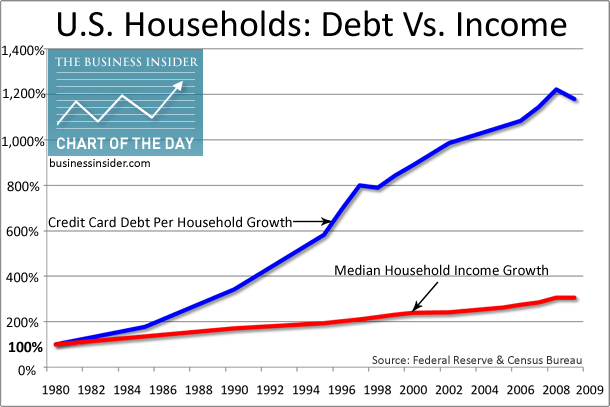 U.S. Households: Debt Vs. Income
1,400%
THE BUSINESS INSIDER
CHART OF THE DAY
businessinsider.com
1,200%
1,000%
800%
Credit Card Debt Per Household Growth
600%
400%
Median Household Income Growth
200%
100%
Source: Federal Reserve & Census Bureau
0%
1980 1982 1984 1986 1990 1992 1994 1996 1998 2000 2002 2004 2006 2008 2009